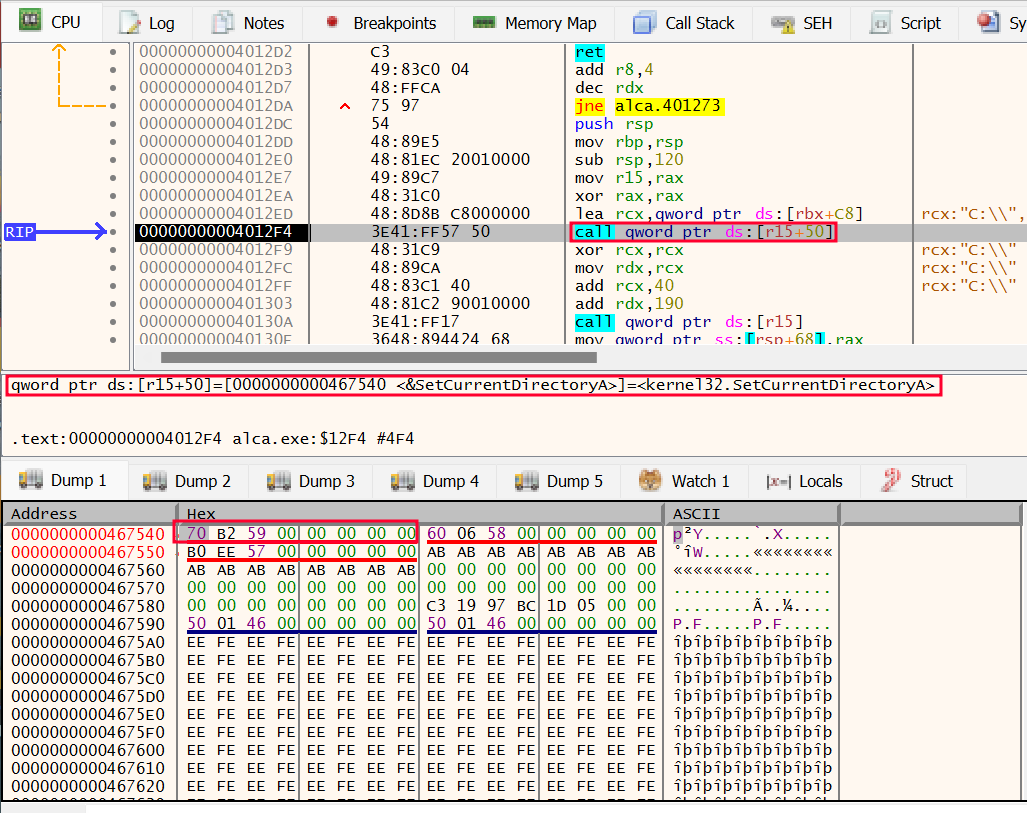 CPU Log Notes Breakpoints Memory Map Call Stack SEH Script Sy
00000000004012D2 C3 ret
00000000004012D3 49:83C0 04 add r8,4
00000000004012D7 48:FFCA dec rdx
00000000004012DA 75 97 jne alca.401273
00000000004012DC 54 push rsp
00000000004012DD 48:89E5 mov rbp,rsp
00000000004012E0 48:81EC 20010000 sub rsp,120
00000000004012E7 49:89C7 mov r15,rax
00000000004012EA 48:31C0 xor rax,rax
00000000004012ED 48:8D8B C8000000 lea rcx,qword ptr ds:[rbx+C8] rcx:"C:\\",
RIP 00000000004012F4 3E41:FF57 50 call qword ptr ds:[r15+50]
00000000004012F9 48:31C9 xor rcx,rcx rcx:"C:\\"
00000000004012FC 48:89CA mov rdx,rcx rcx:"C:\\"
00000000004012FF 48:83C1 40 add rcx,40 rcx:"C:\\"
0000000000401303 48:81C2 90010000 add rdx,190
000000000040130A 3E41:FF17 call qword ptr ds:[r15]
000000000040130E 3648:894424 68 mov qword ptr ss:[rsp+68],rax
qword ptr ds:[r15+50]=[0000000000467540 <&SetCurrentDirectoryA>]=<kernel32.SetCurrentDirectoryA>
.text:00000000004012F4 alca.exe:$12F4 #4F4
Dump 1 Dump 2 Dump 3 Dump 4 Dump 5 Watch 1 [x=] Locals Struct
Address Hex ASCII
0000000000467540 70 B2 59 00 00 00 00 00 60 06 58 00 00 00 00 00 p²Y.....`.X.....
0000000000467550 B0 EE 57 00 00 00 00 00 AB AB AB AB AB AB AB AB °îW.....««««««««
0000000000467560 AB AB AB AB AB AB AB AB 00 00 00 00 00 00 00 00 ««««««««........
0000000000467570 00 00 00 00 00 00 00 00 00 00 00 00 00 00 00 00 ................
0000000000467580 00 00 00 00 00 00 00 00 C3 19 97 BC 1D 05 00 00 ........Ã..¼....
0000000000467590 50 01 46 00 00 00 00 00 50 01 46 00 00 00 00 00 P.F.....P.F.....
00000000004675A0 EE FE EE FE EE FE EE FE EE FE EE FE EE FE EE FE îþîþîþîþîþîþîþîþ
00000000004675B0 EE FE EE FE EE FE EE FE EE FE EE FE EE FE EE FE îþîþîþîþîþîþîþîþ
00000000004675C0 EE FE EE FE EE FE EE FE EE FE EE FE EE FE EE FE îþîþîþîþîþîþîþîþ
00000000004675D0 EE FE EE FE EE FE EE FE EE FE EE FE EE FE EE FE îþîþîþîþîþîþîþîþ
00000000004675E0 EE FE EE FE EE FE EE FE EE FE EE FE EE FE EE FE îþîþîþîþîþîþîþîþ
00000000004675F0 EE FE EE FE EE FE EE FE EE FE EE FE EE FE EE FE îþîþîþîþîþîþîþîþ
0000000000467600 EE FE EE FE EE FE EE FE EE FE EE FE EE FE EE FE îþîþîþîþîþîþîþîþ
0000000000467610 EE FE EE FE EE FE EE FE EE FE EE FE EE FE EE FE îþîþîþîþîþîþîþîþ
0000000000467620 EE FE EE FE EE FE EE FE EE FE EE FE EE FE EE FE îþîþîþîþîþîþîþîþ